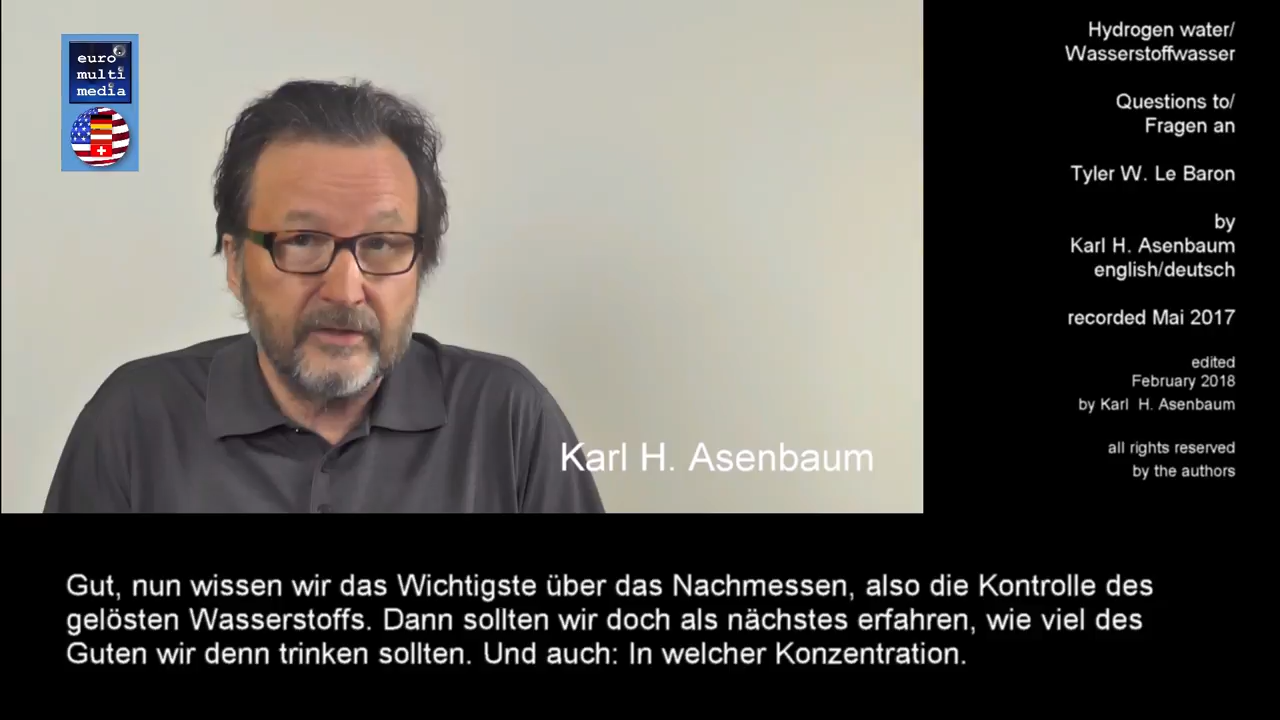 euro
multi
media
Hydrogen water/
Wasserstoffwasser
Questions to/
Fragen an
Tyler W. Le Baron
by
Karl H. Asenbaum
english/deutsch
recorded Mai 2017
edited
February 2018
by Karl H. Asenbaum
all rights reserved
by the authors
Karl H. Asenbaum
Gut, nun wissen wir das Wichtigste über das Nachmessen, also die Kontrolle des
gelösten Wasserstoffs. Dann sollten wir doch als nächstes erfahren, wie viel des
Guten wir denn trinken sollten. Und auch: In welcher Konzentration.